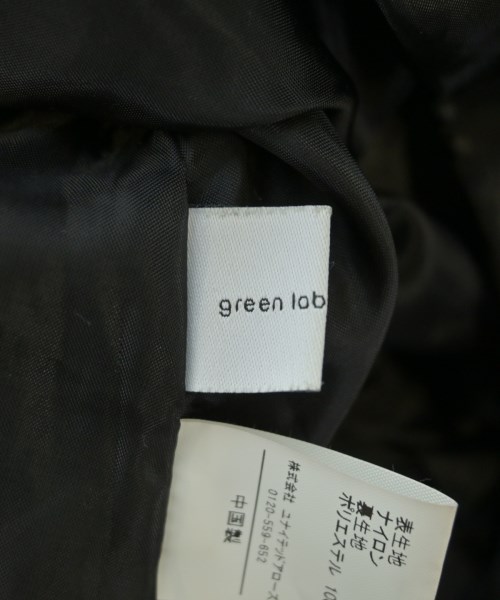 green lab
表生地
ナイロン
裏生地
ポリエステル 10
株式会社 ユナイテッドアローズ
0120-559-652
中国製